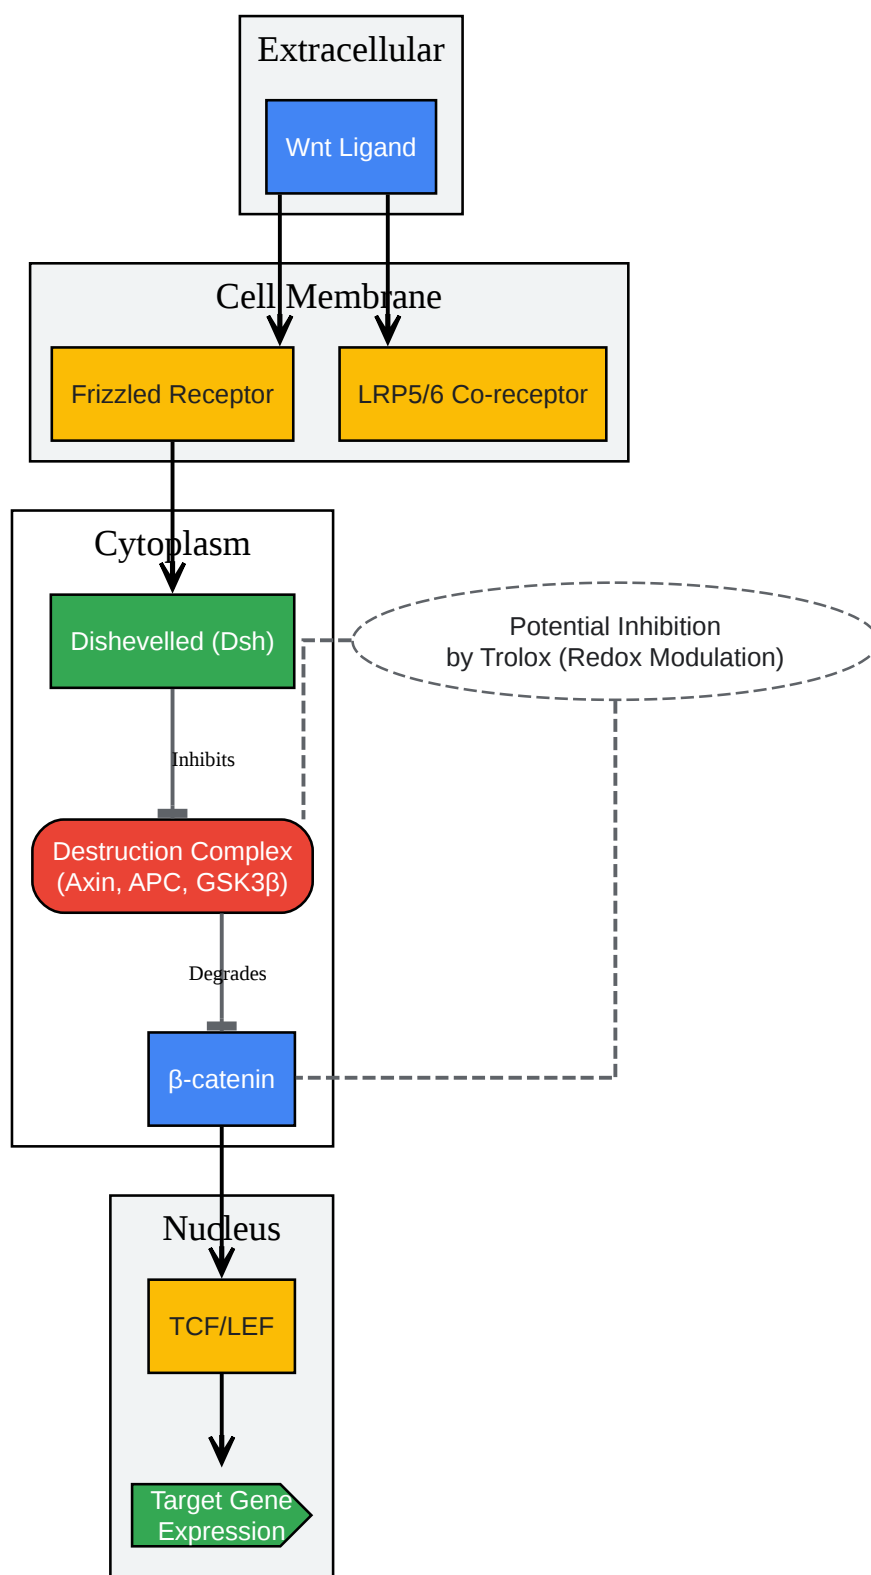 Extracellular
Wnt Ligand
Cell Membrane
Frizzled Receptor
LRP5/6 Co-receptor
Cytoplasm
Dishevelled (Dsh)
Potential Inhibition
by Trolox (Redox Modulation)
Inhibits
Destruction Complex
(Axin, APC, GSK3β)
Degrades
β-catenin
Nucleus
TCF/LEF
Target Gene
Expression